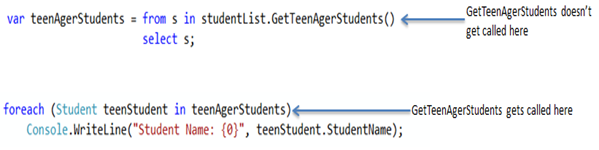 var teenAgerStudents = from s in studentList.GetTeenAgerStudents()
select s;
GetTeenAgerStudents doesn't
get called here
foreach (Student teenStudent in teenAgerStudents)
GetTeenAgerStudents gets called here
Console.WriteLine("Student Name: {0}", teenStudent.StudentName);